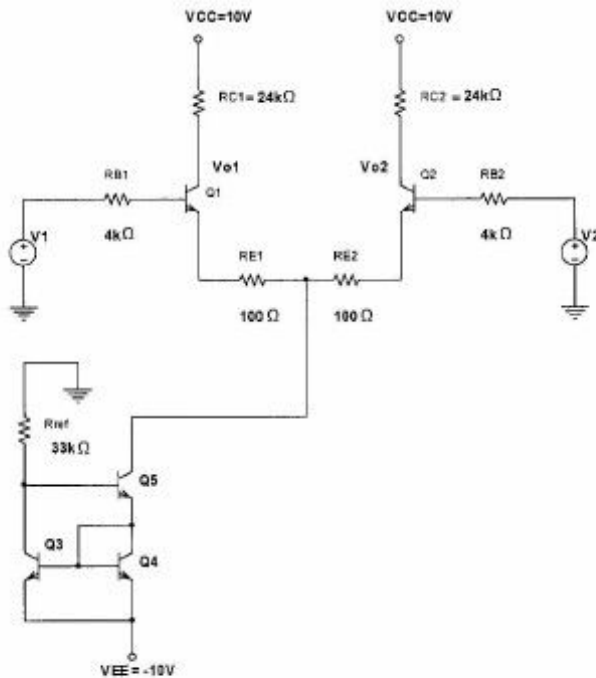 VCC=10V VCC=10V
RC1= 24kΩ RC2 = 24kΩ
Vo1 Vo2
RB1 Q1 Q2 RB2
V1 4kΩ 4kΩ V2
RE1 RE2
100 Ω 100 Ω
Rref
33kΩ
Q5
Q3 Q4
VEE= -10V